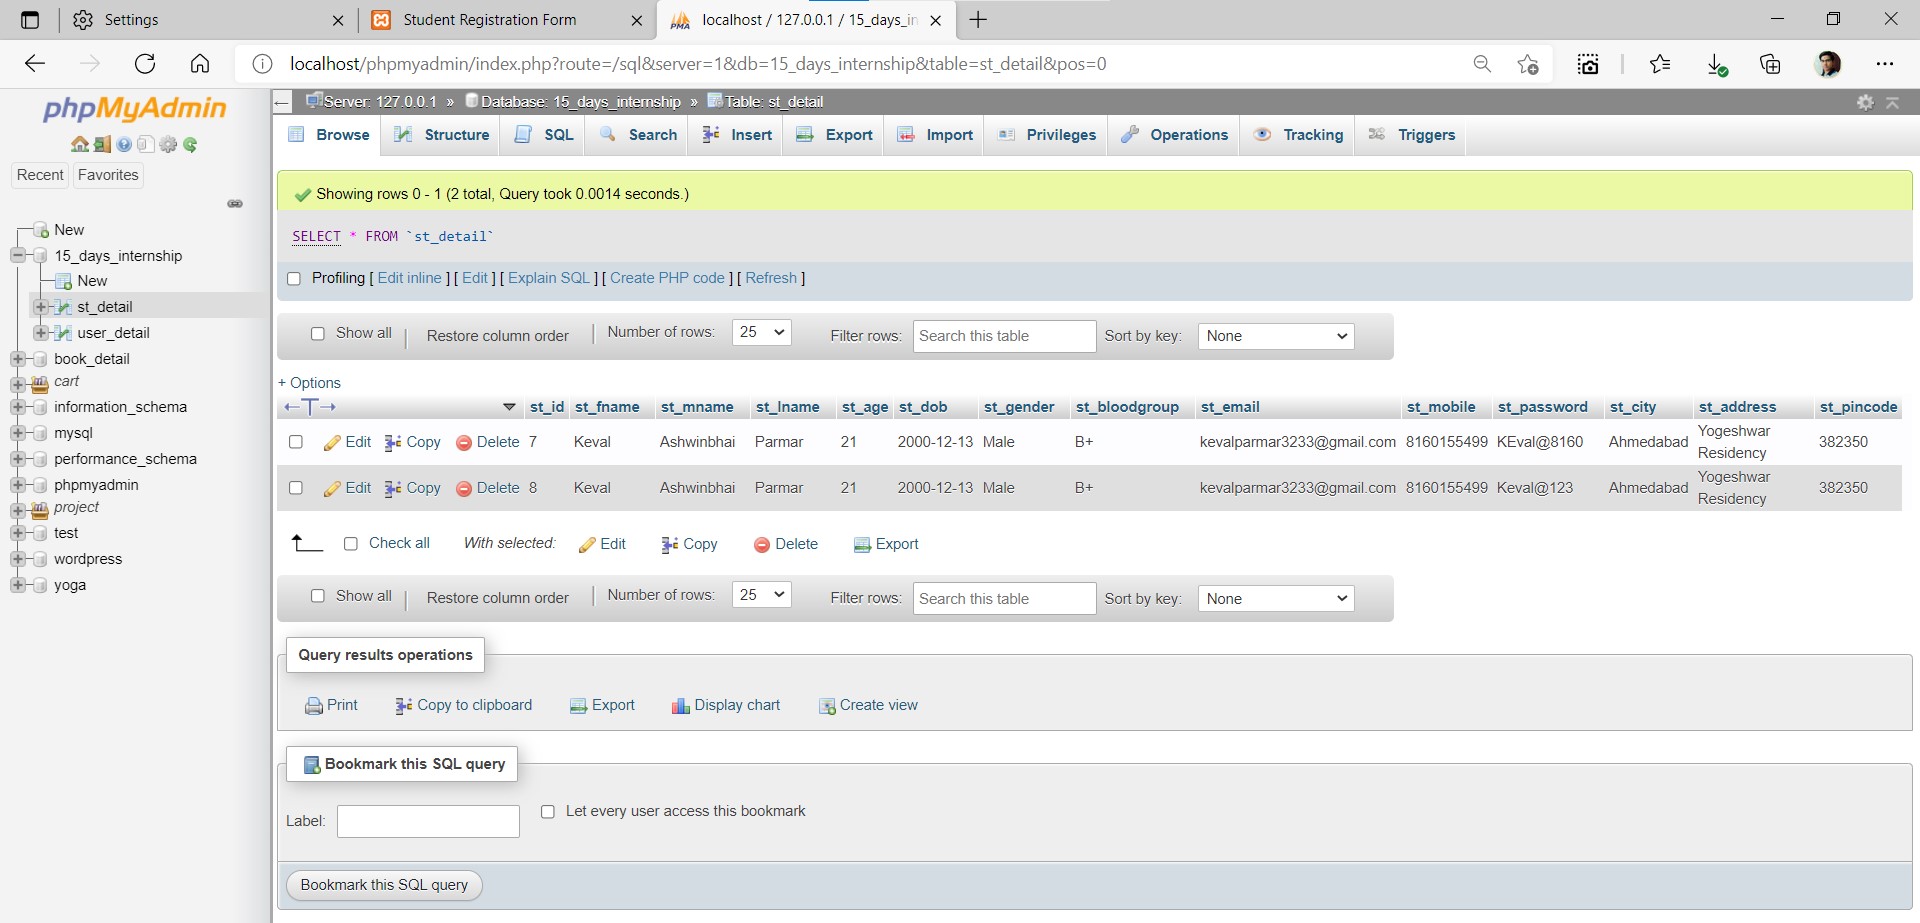 Settings
Student Registration Form
localhost / 127.0.0.1 / 15_days_in
localhost/phpmyadmin/index.php?route=/sql&server=1&db=15_days_internship&table=st_detail&pos=0
phpMyAdmin
Recent Favorites
New
15_days_internship
New
st_detail
user_detail
book_detail
cart
information_schema
mysql
performance_schema
phpmyadmin
project
test
wordpress
yoga
Server: 127.0.0.1 » Database: 15_days_internship » Table: st_detail
Browse Structure SQL Search Insert Export Import Privileges Operations Tracking Triggers
Showing rows 0 - 1 (2 total, Query took 0.0014 seconds.)
SELECT * FROM `st_detail`
Profiling [ Edit inline ] [ Edit ] [ Explain SQL ] [ Create PHP code ] [ Refresh ]
Show all Restore column order Number of rows: 25 Filter rows: Search this table Sort by key: None
+ Options
←T→ st_id st_fname st_mname st_lname st_age st_dob st_gender st_bloodgroup st_email st_mobile st_password st_city st_address st_pincode
Edit Copy Delete 7 Keval Ashwinbhai Parmar 21 2000-12-13 Male B+ kevalparmar3233@gmail.com 8160155499 KEval@8160 Ahmedabad Yogeshwar Residency 382350
Edit Copy Delete 8 Keval Ashwinbhai Parmar 21 2000-12-13 Male B+ kevalparmar3233@gmail.com 8160155499 Keval@123 Ahmedabad Yogeshwar Residency 382350
Check all With selected: Edit Copy Delete Export
Show all Restore column order Number of rows: 25 Filter rows: Search this table Sort by key: None
Query results operations
Print Copy to clipboard Export Display chart Create view
Bookmark this SQL query
Label: Let every user access this bookmark
Bookmark this SQL query